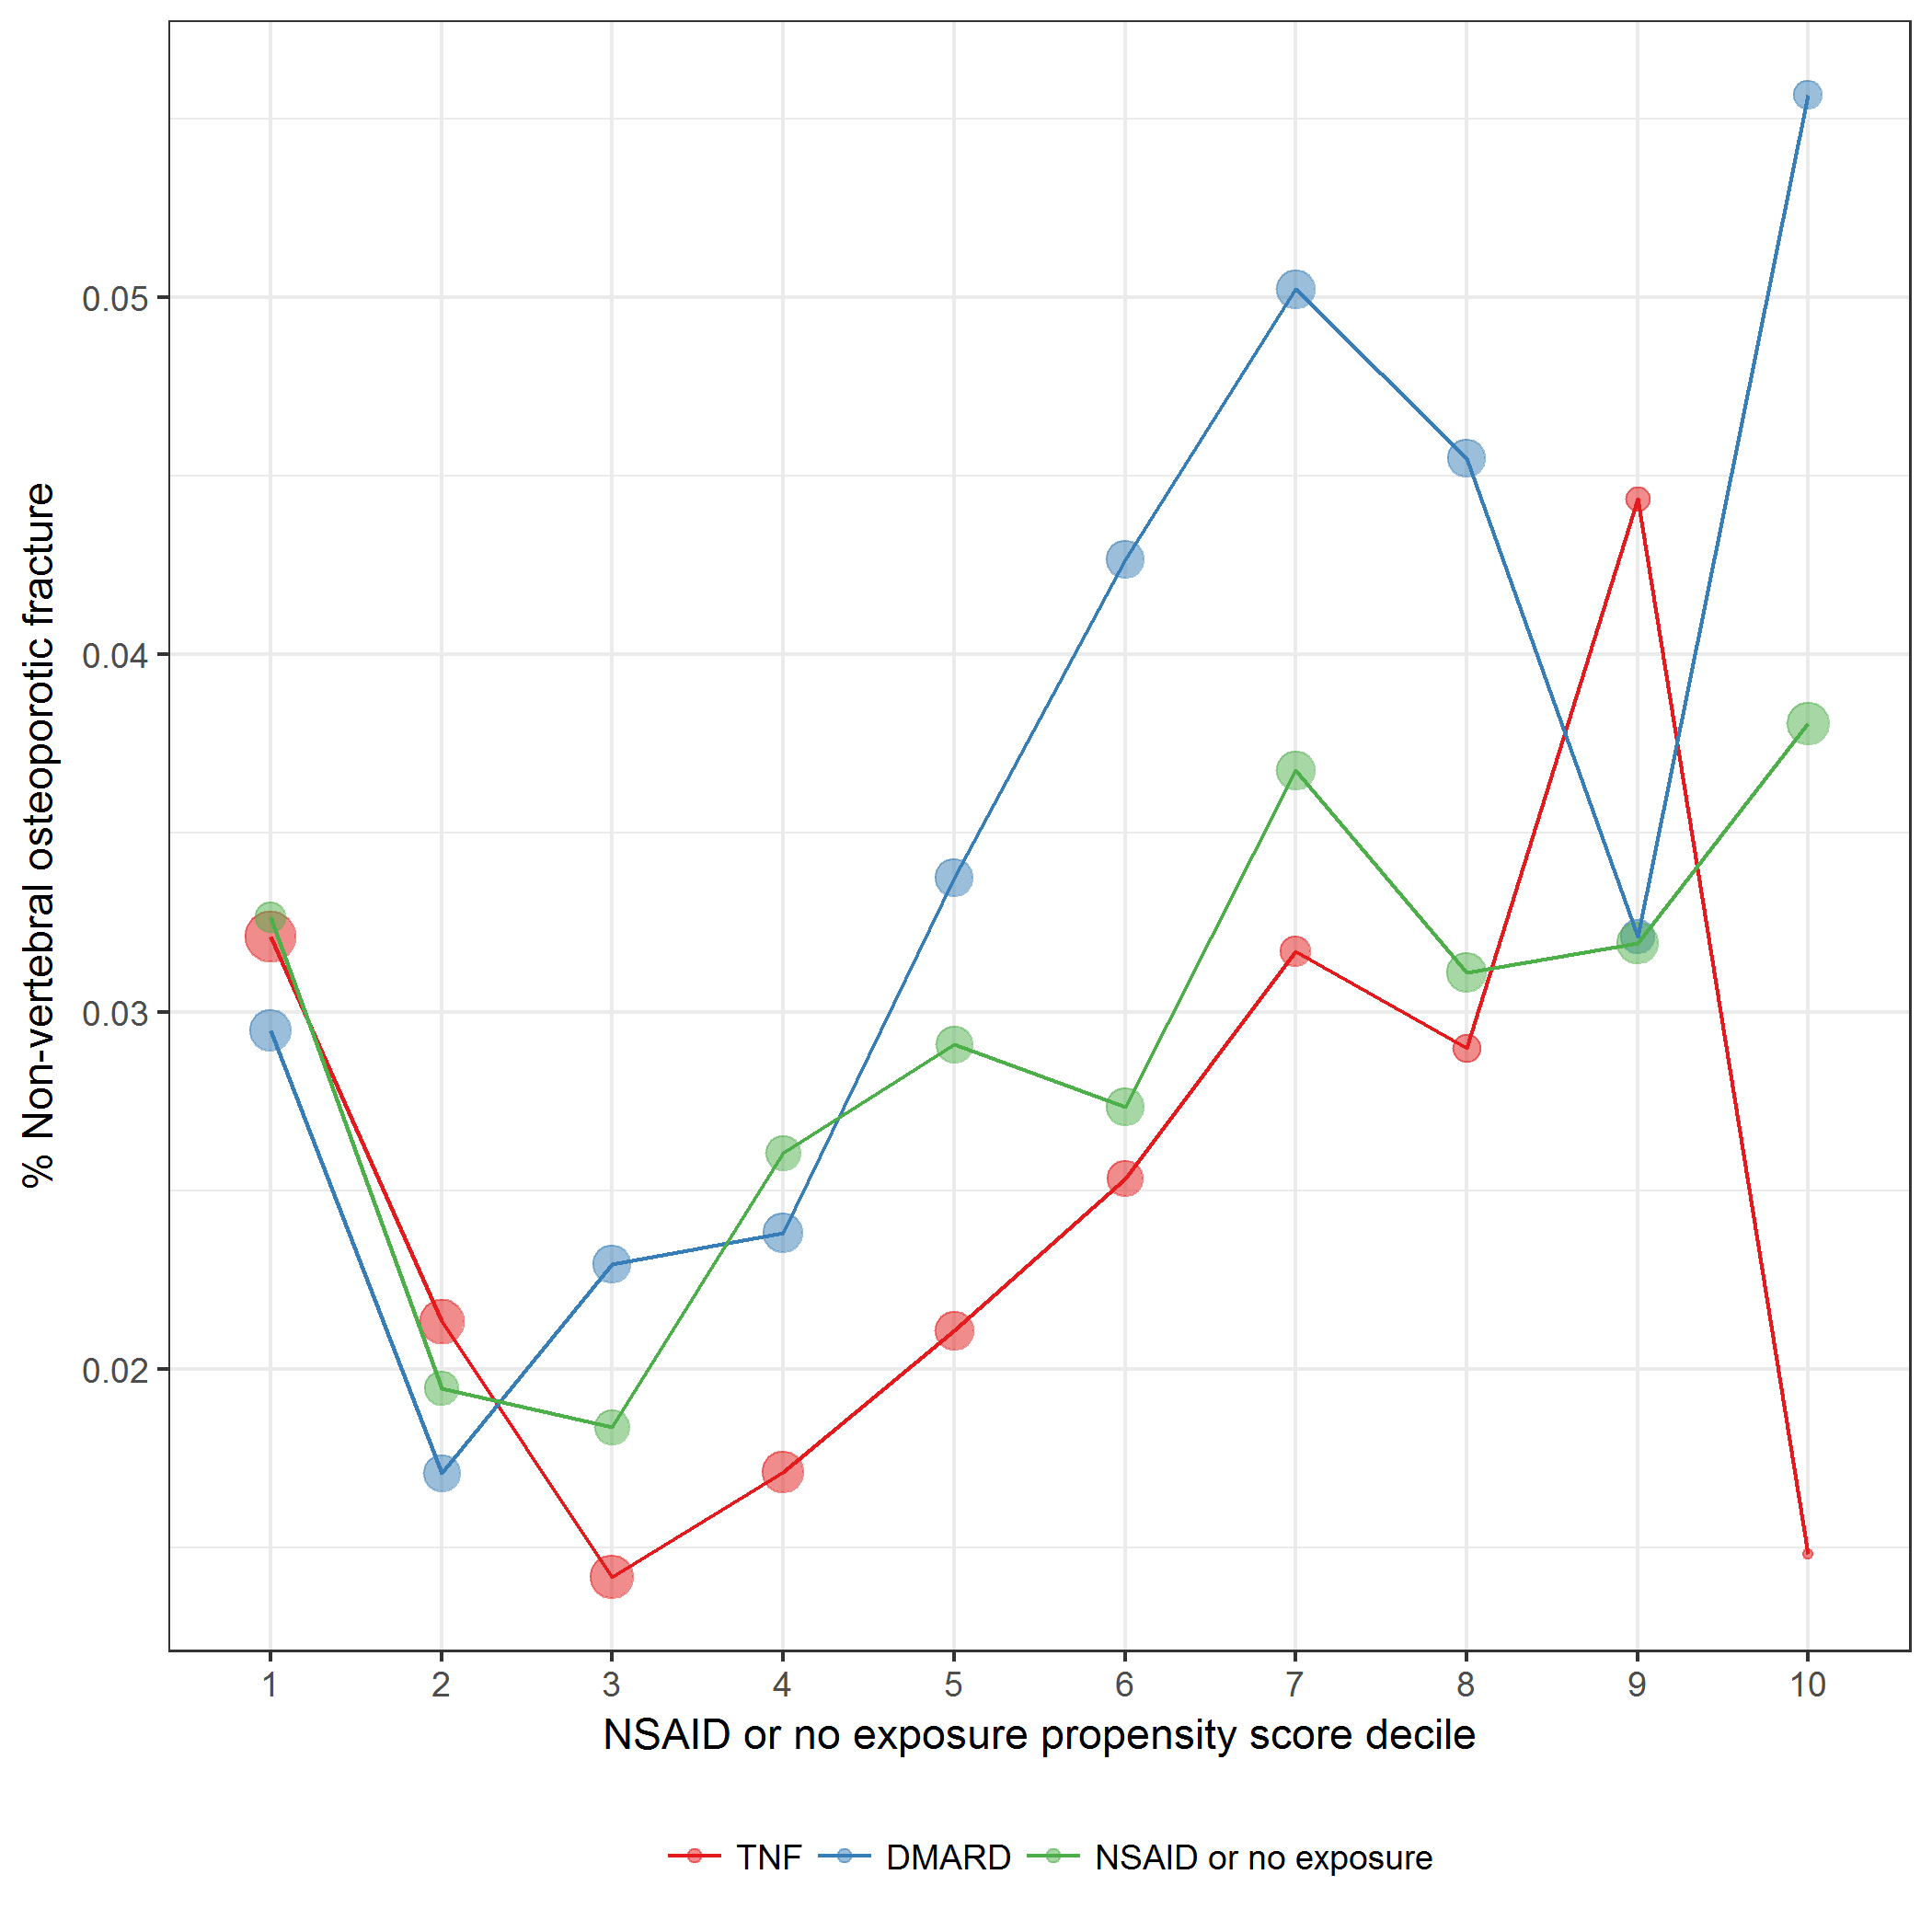 % Non-vertebral osteoporotic fracture
0.05
0.04
0.03
0.02
1 2 3 4 5 6 7 8 9 10
NSAID or no exposure propensity score decile
TNF DMARD NSAID or no exposure